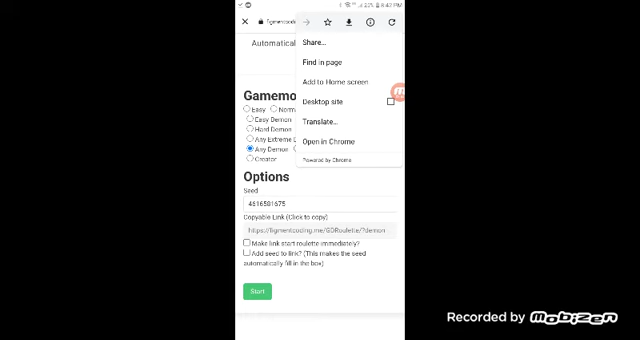 8:42 PM
Share...
Automatical
Find in page
Add to Home screen
Gamemo
Desktop site
Easy
Easy Demon
Translate...
Hard Demon
Any Extreme D
Open in Chrome
Any Demon
Creator
Powered by Chrome
Options
Seed
4616581675
Copyable Link (Click to copy)
https://figmentcoding.me/GDRoulette/?demon
Make link start roulette immediately?
Add seed to link? (This makes the seed
automatically fill in the box)
Start
Recorded by Mobizen